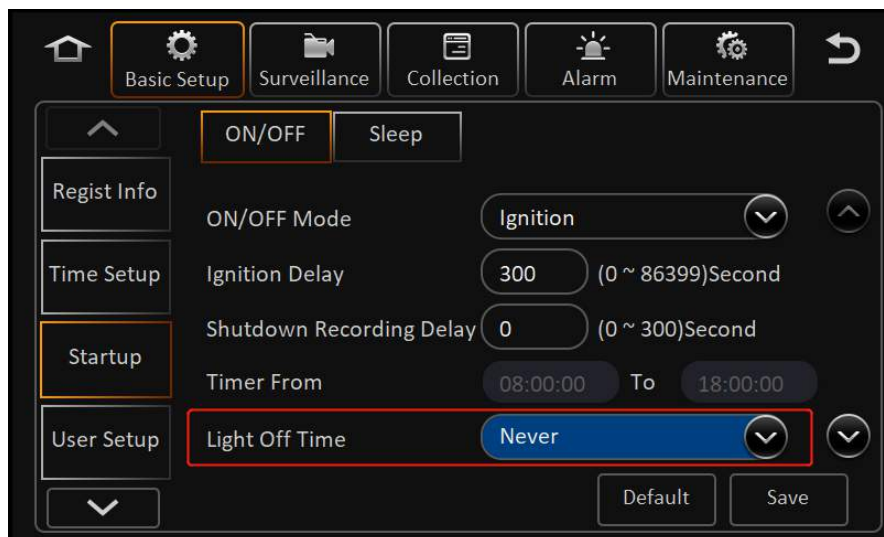 Basic Setup Surveillance Collection Alarm Maintenance
ON/OFF Sleep
Regist Info
Time Setup
Startup
User Setup
ON/OFF Mode Ignition
Ignition Delay 300 (0 ~ 86399)Second
Shutdown Recording Delay 0 (0 ~ 300)Second
Timer From 08:00:00 To 18:00:00
Light Off Time Never
Default Save